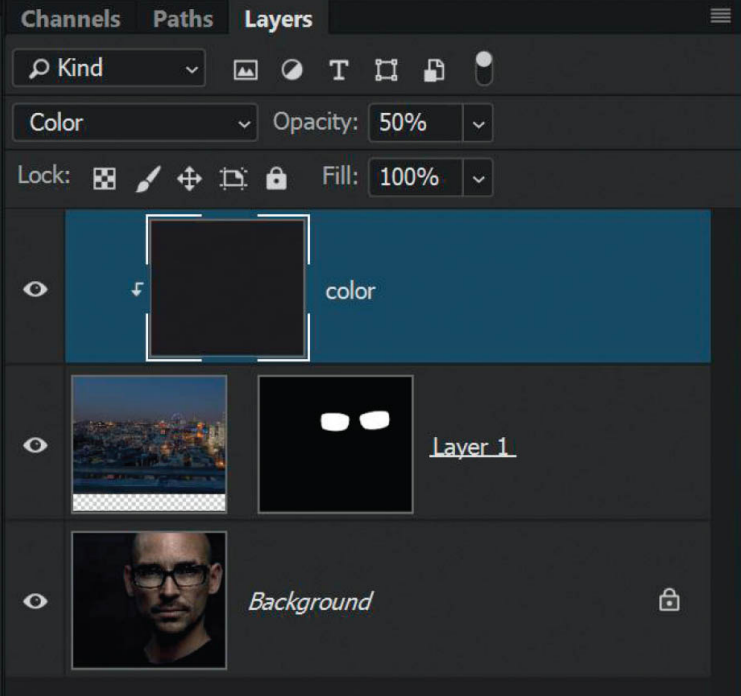 Channels Paths Layers
Kind
Color Opacity: 50%
Lock: Fill: 100%
color
Layer 1
Background